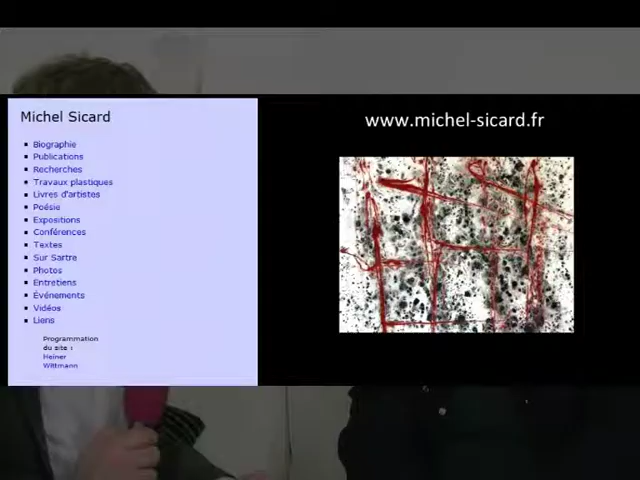 Michel Sicard
Biographie
Publications
Recherches
Travaux plastiques
Livres d'artistes
Poésie
Expositions
Conférences
Textes
Sur Sartre
Photos
Entretiens
Événements
Vidéos
Liens
Programmation
du site :
Heiner
Wittmann
www.michel-sicard.fr